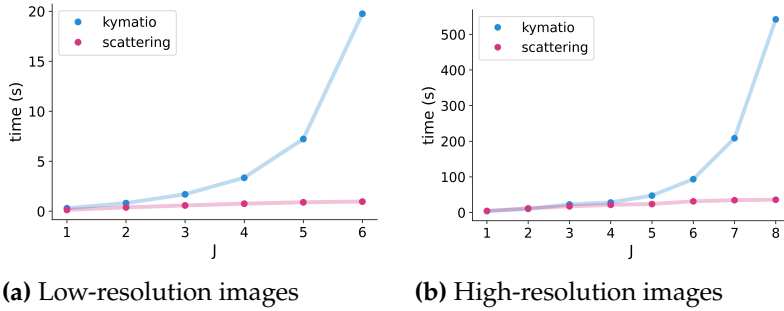 20
15
10
5
0
time (s)
kymatio
scattering
1 2 3 4 5 6
J
(a) Low-resolution images
500
400
300
200
100
0
time (s)
kymatio
scattering
1 2 3 4 5 6 7 8
J
(b) High-resolution images